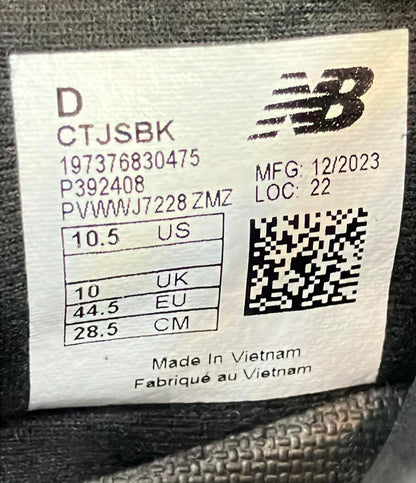 D
CTJSBK
197376830475
P392408
PVWWJ7228 ZMZ
NB
MFG: 12/2023
LOC: 22
10.5 US
10 UK
44.5 EU
28.5 CM
Made In Vietnam
Fabriqué au Vietnam